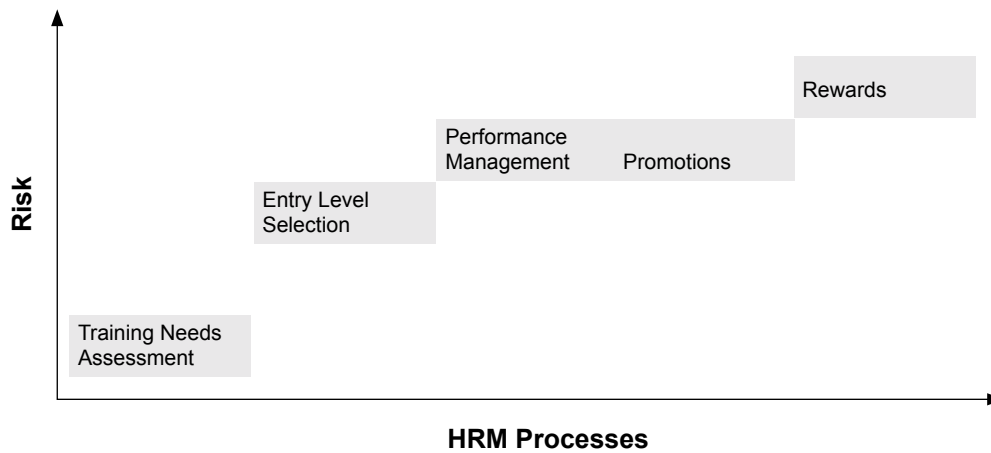 Rewards
Performance
Management
Promotions
Entry Level
Selection
Training Needs
Assessment
Risk
HRM Processes